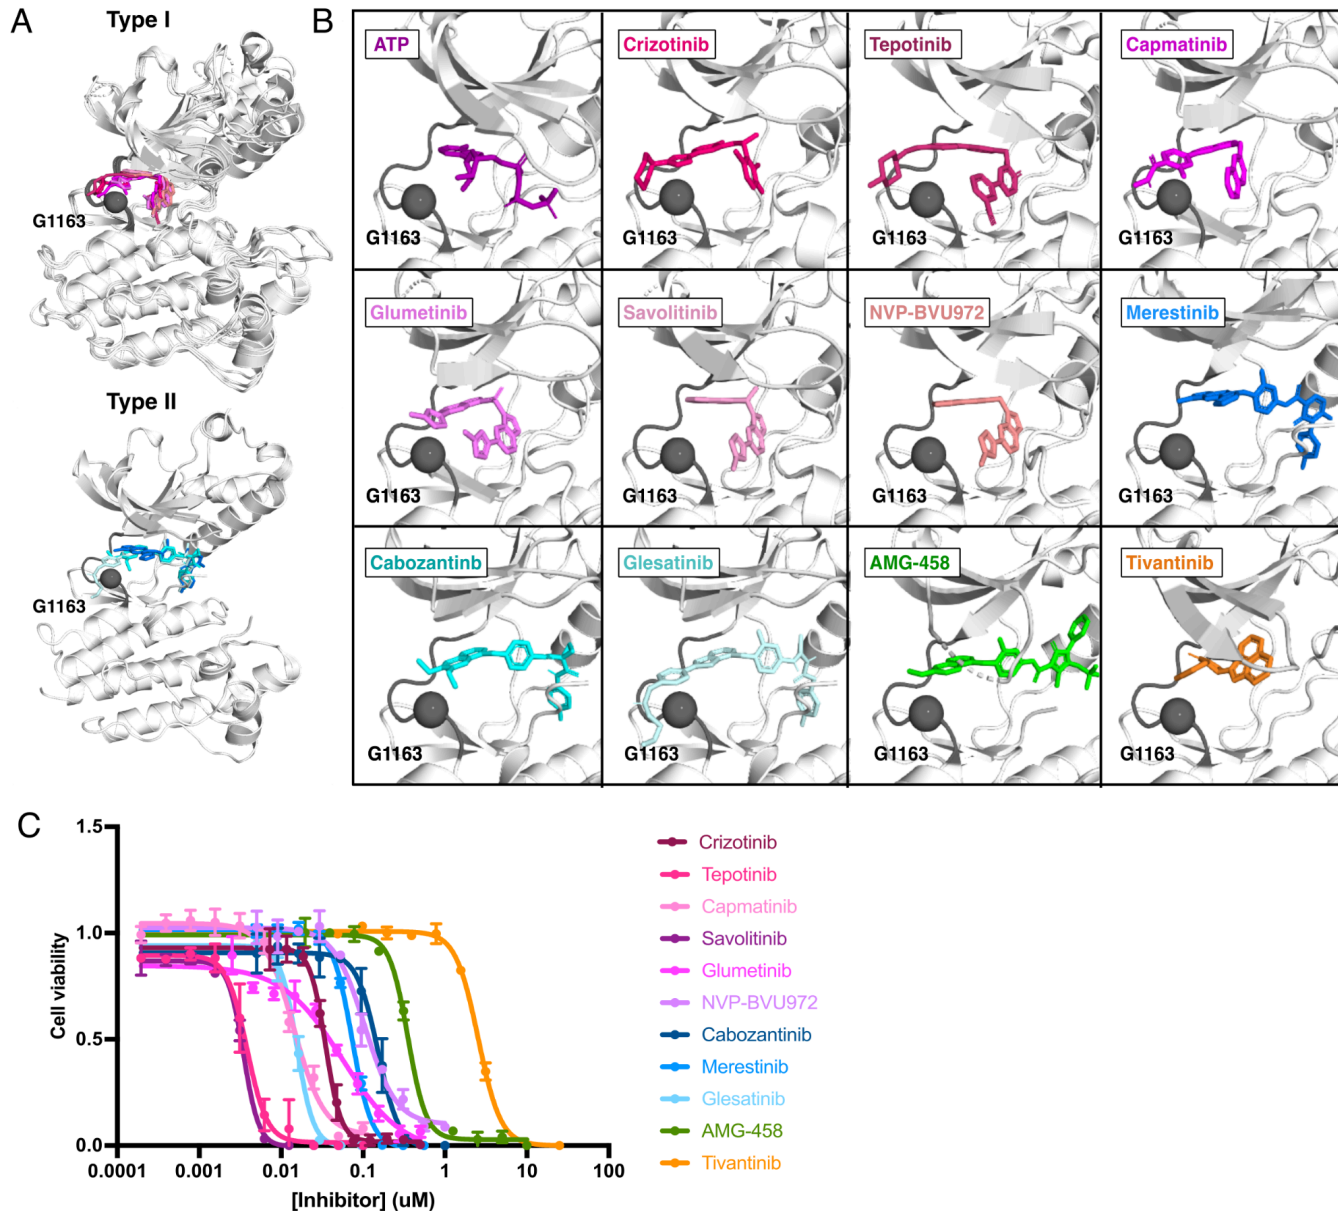 A
Type I
G1163
Type II
G1163
B
ATP
G1163
Crizotinib
G1163
Tepotinib
G1163
Capmatinib
G1163
Glumetinib
G1163
Savolitinib
G1163
NVP-BVU972
G1163
Merestinib
G1163
Cabozantinb
G1163
Glesatinib
G1163
AMG-458
G1163
Tivantinib
G1163
C
Cell viability
1.5
1.0
0.5
0.0
0.0001
0.001
0.01
0.1
1
10
100
[Inhibitor] (uM)
Crizotinib
Tepotinib
Capmatinib
Savolitinib
Glumetinib
NVP-BVU972
Cabozantinib
Merestinib
Glesatinib
AMG-458
Tivantinib